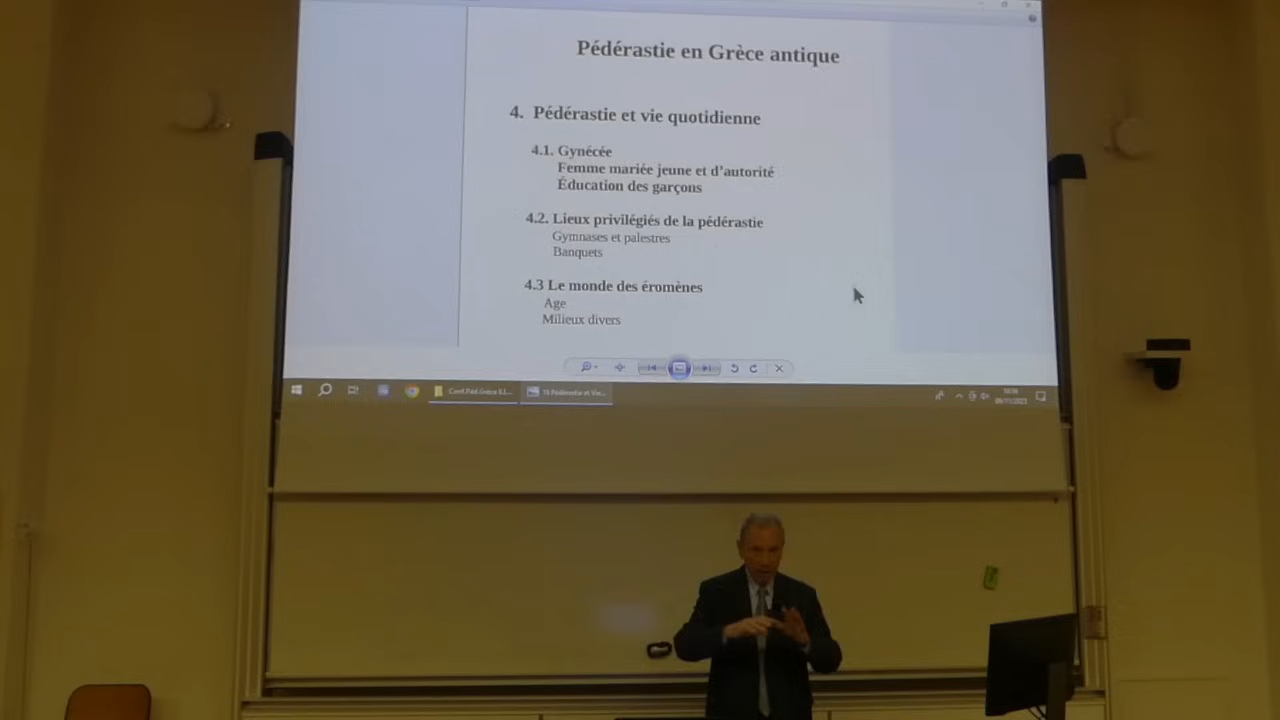 Pédérastie en Grèce antique
4. Pédérastie et vie quotidienne
4.1. Gynécée
Femme mariée jeune et d'autorité
Éducation des garçons
4.2. Lieux privilégiés de la pédérastie
Gymnases et palestres
Banquets
4.3 Le monde des éromènes
Age
Milieux divers